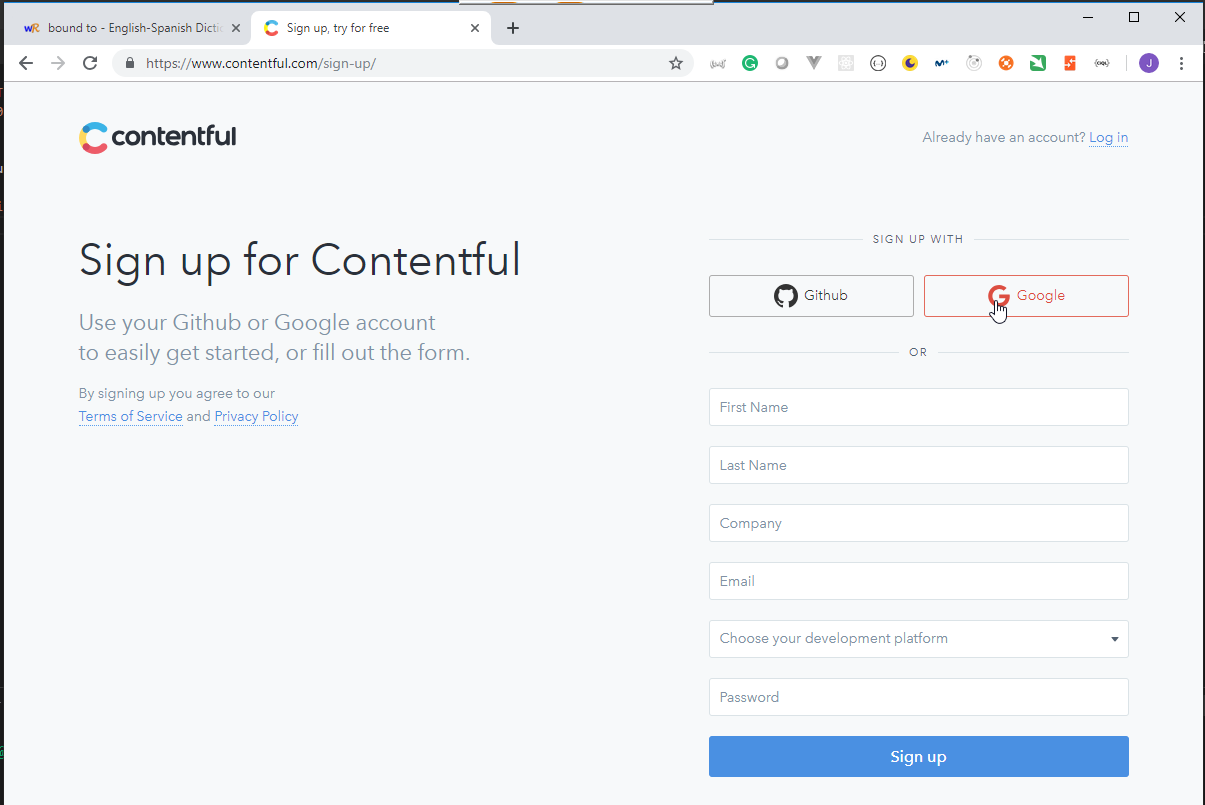 bound to - English-Spanish Dictio
Sign up, try for free
https://www.contentful.com/sign-up/
J
contentful
Already have an account? Log in
Sign up for Contentful
Use your Github or Google account
to easily get started, or fill out the form.
By signing up you agree to our
Terms of Service and Privacy Policy
SIGN UP WITH
Github
Google
OR
First Name
Last Name
Company
Email
Choose your development platform
Password
Sign up